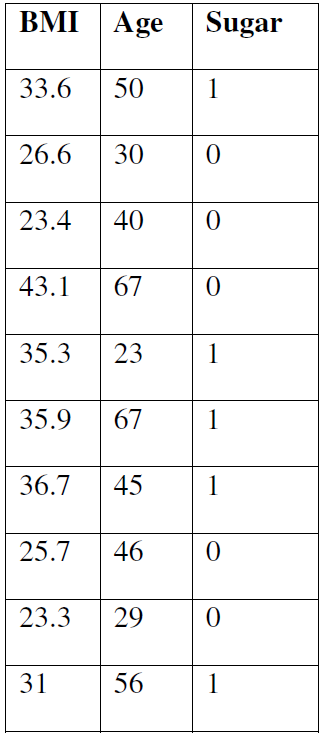 BMI Age Sugar
33.6 50 1
26.6 30 0
23.4 40 0
43.1 67 0
35.3 23 1
35.9 67 1
36.7 45 1
25.7 46 0
23.3 29 0
31 56 1